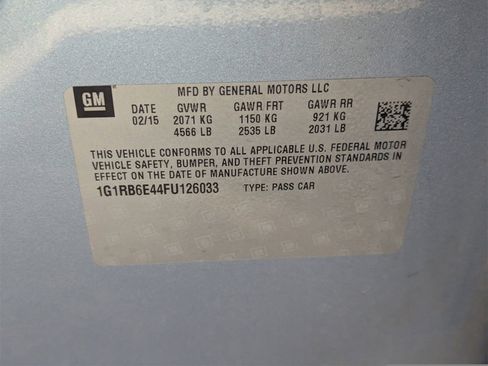 GM
MFD BY GENERAL MOTORS LLC
DATE GVWR GAWR FRT GAWR RR
02/15 2071 KG 1150 KG 921 KG
4566 LB 2535 LB 2031 LB
THIS VEHICLE CONFORMS TO ALL APPLICABLE U.S. FEDERAL MOTOR
VEHICLE SAFETY, BUMPER, AND THEFT PREVENTION STANDARDS IN
EFFECT ON THE DATE OF MANUFACTURE SHOWN ABOVE.
1G1RB6E44FU126033 TYPE: PASS CAR